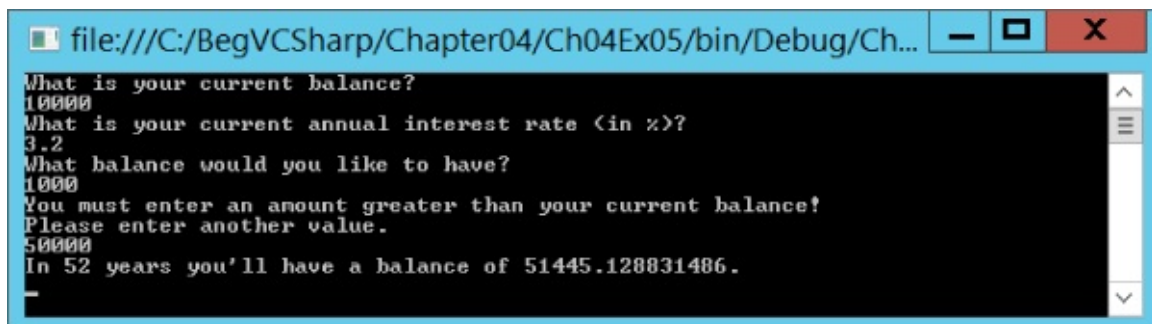 file:///C:/BegVCSharp/Chapter04/Ch04Ex05/bin/Debug/Ch...
What is your current balance?
10000
What is your current annual interest rate (in %)?
3.2
What balance would you like to have?
1000
You must enter an amount greater than your current balance!
Please enter another value.
50000
In 52 years you'll have a balance of 51445.128831486.